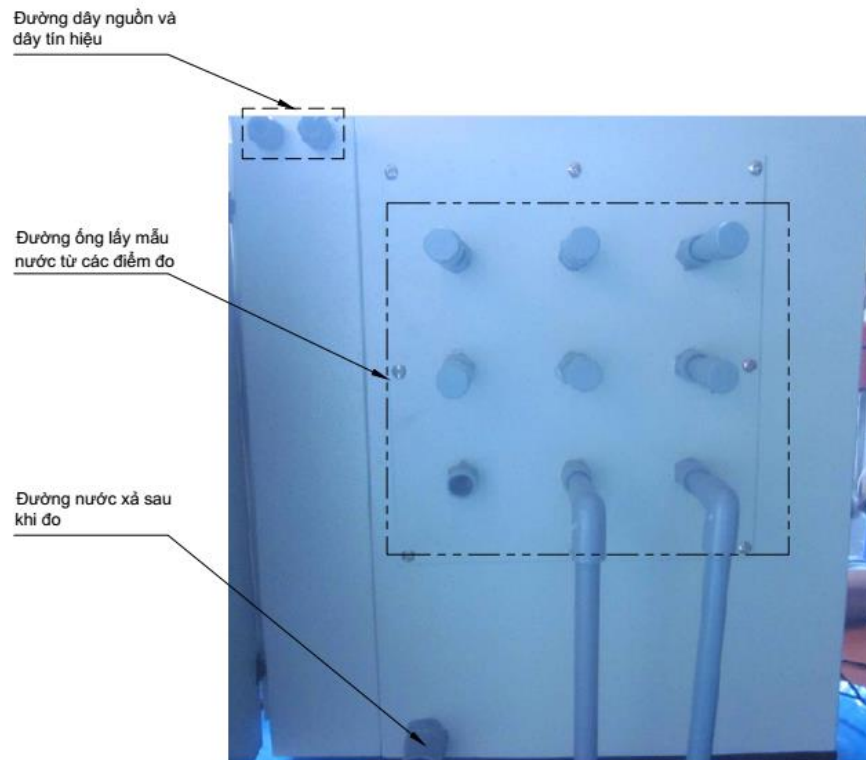 Đường dây nguồn và
dây tín hiệu
Đường ống lấy mẫu
nước từ các điểm đo
Đường nước xả sau
khi đo